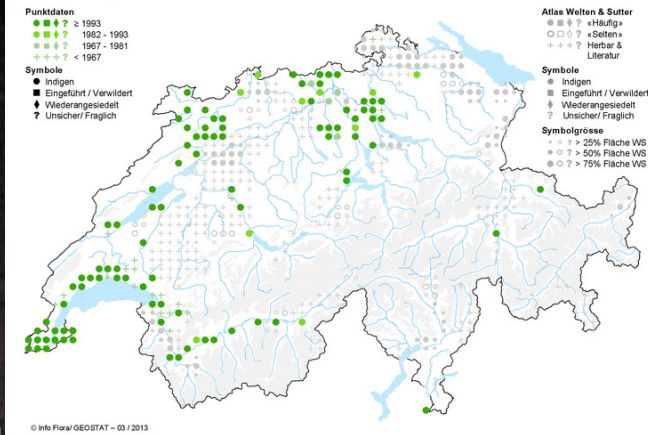 Punktdaten
? ≥ 1993
? 1982 - 1993
? 1967 - 1981
+ + + ? < 1967
Symbole
Indigen
Eingeführt / Verwildert
Wiederangesiedelt
? Unsicher/ Fraglich
Atlas Welten & Sutter
? «Häufig»
? «Selten»
+ + + ? Herbar &
Literatur
Symbole
Indigen
Eingeführt / Verwildert
Wiederangesiedelt
? Unsicher/ Fraglich
Symbolgrösse
? > 25% Fläche WS
? > 50% Fläche WS
? > 75% Fläche WS
© Info Flora/ GEOSTAT – 03 / 2013